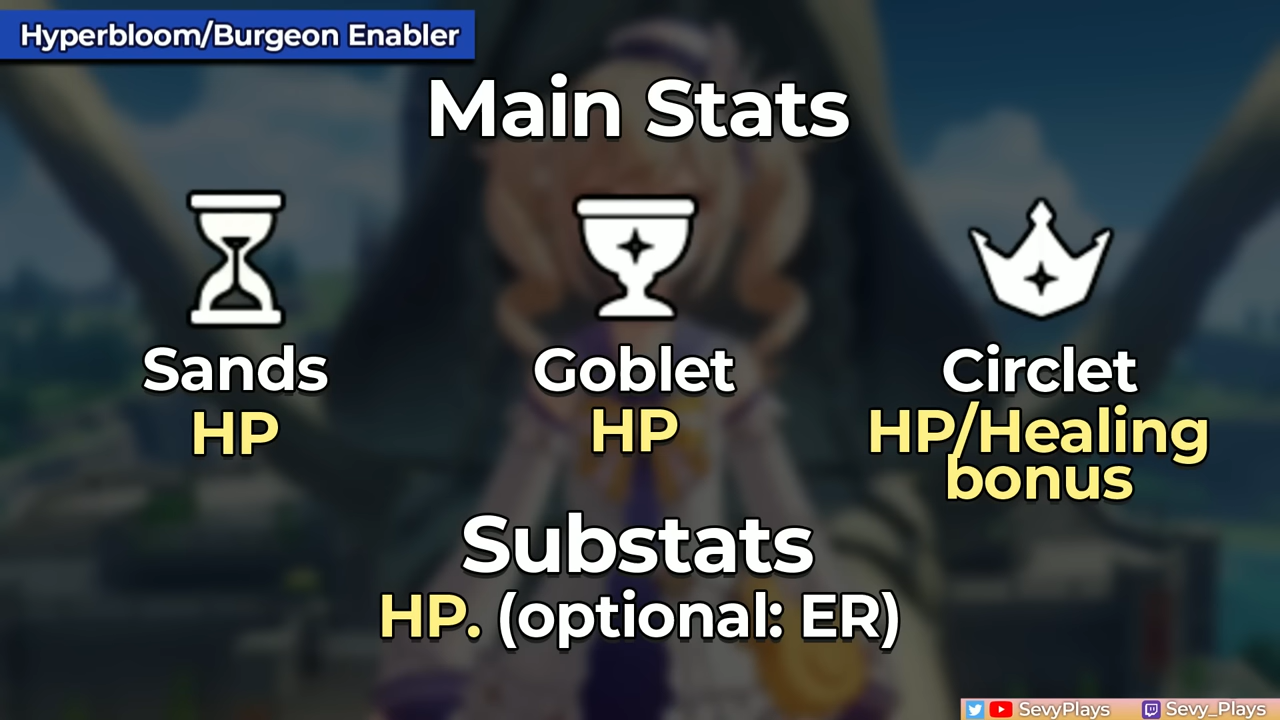 Hyperbloom/Burgeon Enabler
Main Stats
Sands
HP
Goblet
HP
Circlet
HP/Healing
bonus
Substats
HP. (optional: ER)
SevyPlays
Sevy_Plays